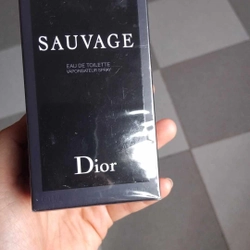 SAUVAGE
EAU DE TOILETTE
VAPORISATEUR SPRAY
Dior